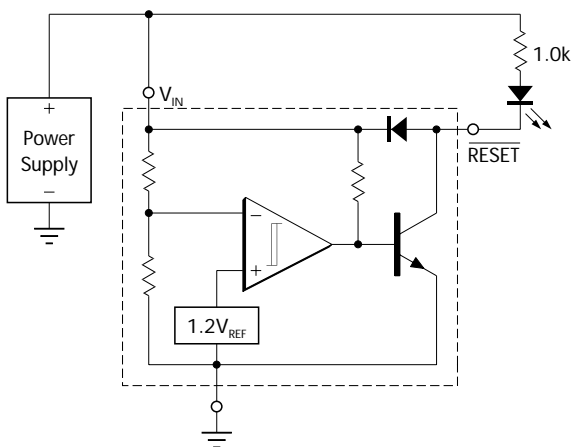 1.0k
V_IN
+
Power
Supply
−
RESET
−
+
1.2V_REF